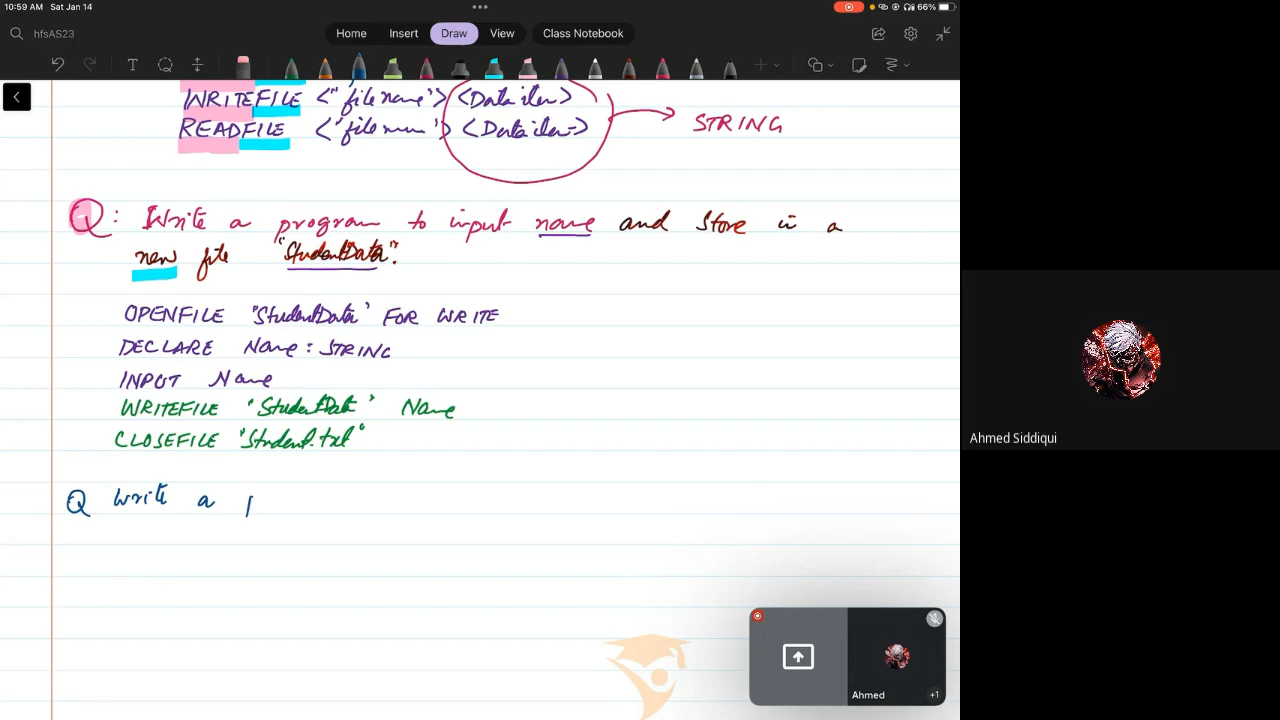 10:59 AM Sat Jan 14
66%
hfsAS23
Home Insert Draw View Class Notebook
WRITEFILE <"file name"> <Data item>
READFILE <"file name"> <Data item>
STRING
Q: Write a program to input name and store in a
new file "StudentData".
OPENFILE "StudentData" FOR WRITE
DECLARE Name : STRING
INPUT Name
WRITEFILE "StudentData" Name
CLOSEFILE "Student.txt"
Q Write a
Ahmed Siddiqui
Ahmed +1